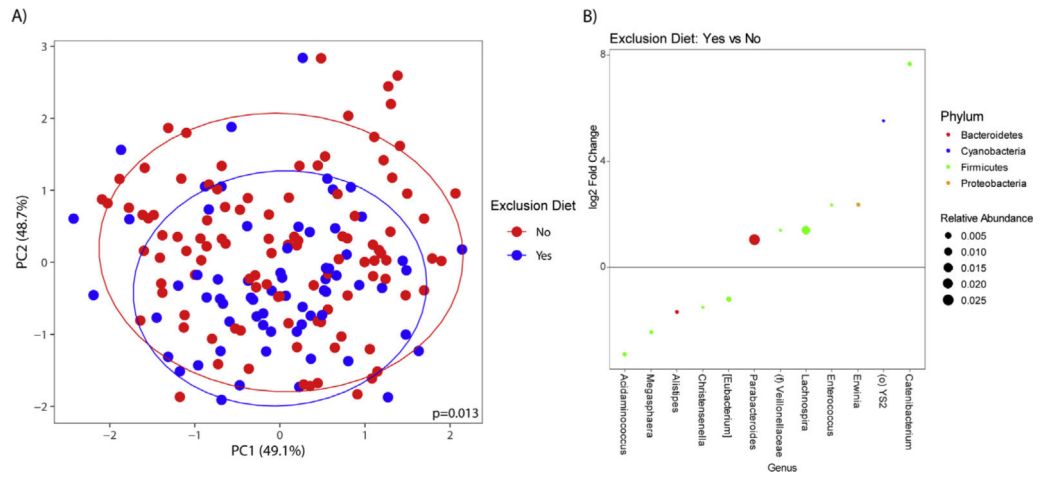 A)
B)
3
2
1
0
−1
−2
PC2 (48.7%)
−2
−1
0
1
2
PC1 (49.1%)
p=0.013
Exclusion Diet
No
Yes
Exclusion Diet: Yes vs No
8
4
0
log2 Fold Change
Acidaminococcus
Megasphaera
Alistipes
Christensenella
[Eubacterium]
Parabacteroides
(f) Veillonellaceae
Lachnospira
Enterococcus
Erwinia
(o) YS2
Catenibacterium
Genus
Phylum
Bacteroidetes
Cyanobacteria
Firmicutes
Proteobacteria
Relative Abundance
0.005
0.010
0.015
0.020
0.025